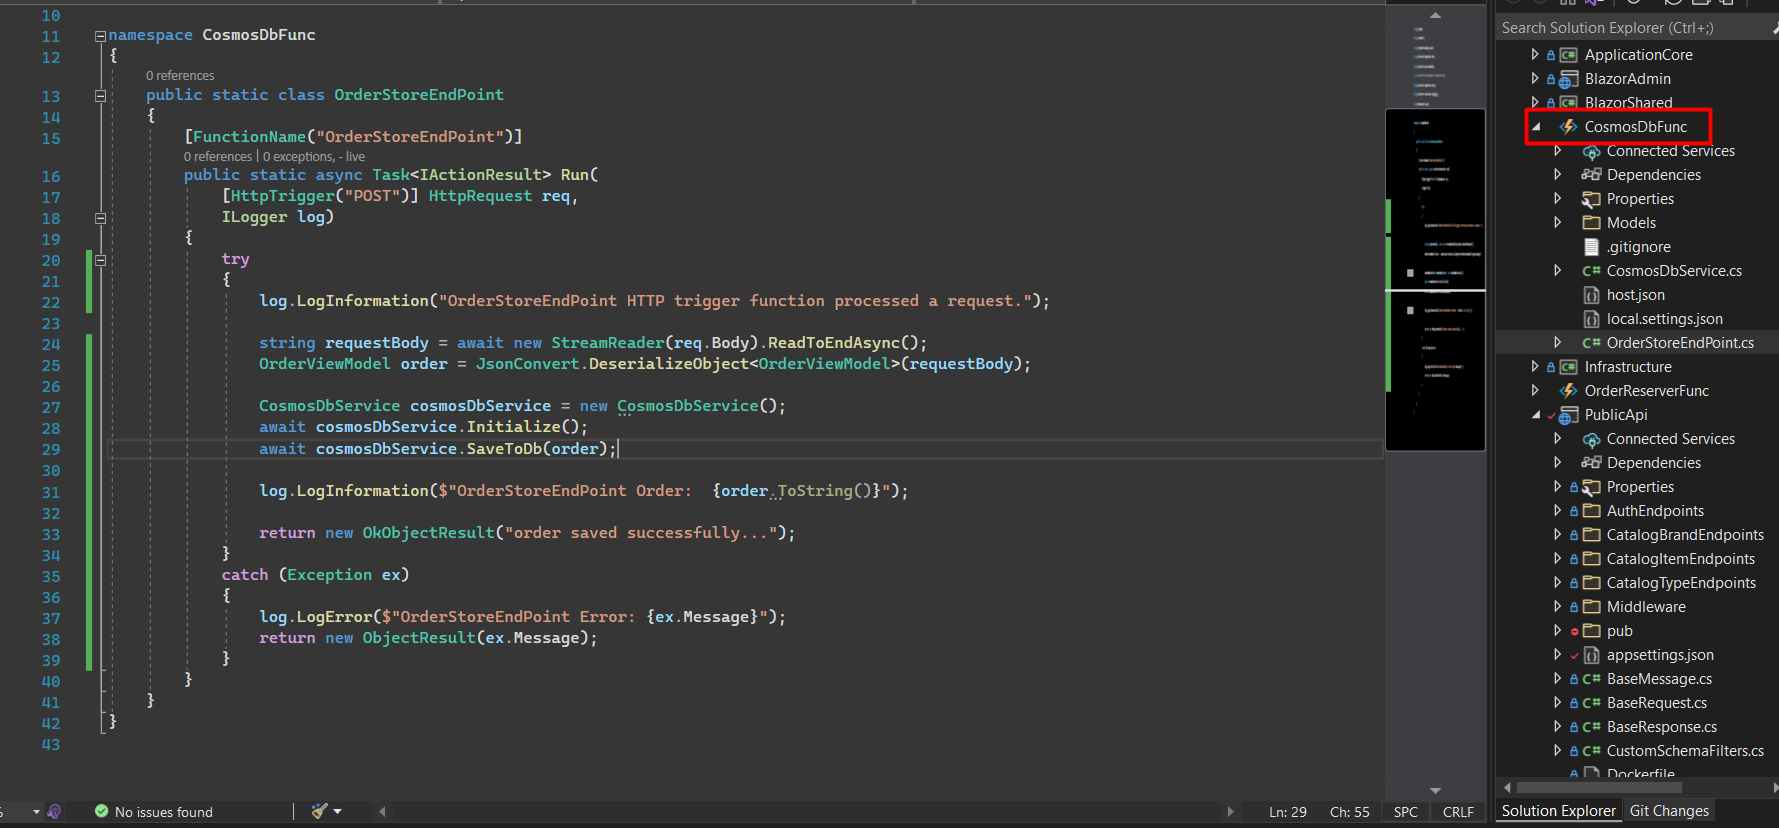 10
11 namespace CosmosDbFunc
12 {
0 references
13 public static class OrderStoreEndPoint
14 {
15 [FunctionName("OrderStoreEndPoint")]
0 references | 0 exceptions, - live
16 public static async Task<IActionResult> Run(
17 [HttpTrigger("POST")] HttpRequest req,
18 ILogger log)
19 {
20 try
21 {
22 log.LogInformation("OrderStoreEndPoint HTTP trigger function processed a request.");
23
24 string requestBody = await new StreamReader(req.Body).ReadToEndAsync();
25 OrderViewModel order = JsonConvert.DeserializeObject<OrderViewModel>(requestBody);
26
27 CosmosDbService cosmosDbService = new CosmosDbService();
28 await cosmosDbService.Initialize();
29 await cosmosDbService.SaveToDb(order);
30
31 log.LogInformation($"OrderStoreEndPoint Order:  {order.ToString()}");
32
33 return new OkObjectResult("order saved successfully...");
34 }
35 catch (Exception ex)
36 {
37 log.LogError($"OrderStoreEndPoint Error: {ex.Message}");
38 return new ObjectResult(ex.Message);
39 }
40 }
41 }
42 }
43
No issues found
Ln: 29 Ch: 55 SPC CRLF
Search Solution Explorer (Ctrl+;)
C# ApplicationCore
BlazorAdmin
C# BlazorShared
CosmosDbFunc
Connected Services
Dependencies
Properties
Models
.gitignore
C# CosmosDbService.cs
host.json
local.settings.json
C# OrderStoreEndPoint.cs
C# Infrastructure
OrderReserverFunc
PublicApi
Connected Services
Dependencies
Properties
AuthEndpoints
CatalogBrandEndpoints
CatalogItemEndpoints
CatalogTypeEndpoints
Middleware
pub
appsettings.json
C# BaseMessage.cs
C# BaseRequest.cs
C# BaseResponse.cs
C# CustomSchemaFilters.cs
Dockerfile
Solution Explorer Git Changes